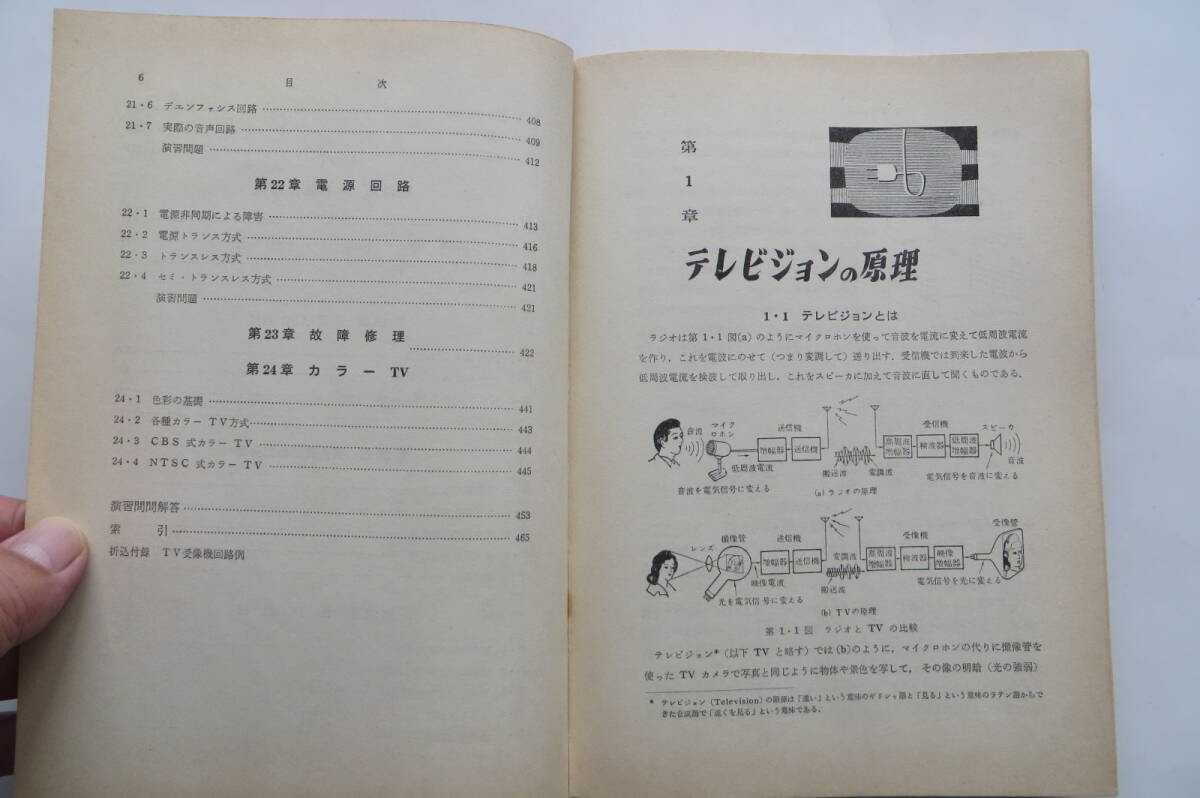 6
目 次
21・6 デエンファシス回路 408
21・7 実際の音声回路 409
演習問題 412
第22章 電源回路
22・1 電源非同期による障害 413
22・2 電源トランス方式 416
22・3 トランスレス方式 418
22・4 セミ・トランスレス方式 421
演習問題 421
第23章 故障修理 422
第24章 カラーTV
24・1 色彩の基礎 441
24・2 各種カラーTV方式 443
24・3 CBS式カラーTV 444
24・4 NTSC式カラーTV 445
演習問問解答 453
索 引 465
折込付録 TV受像機回路例
第1章
テレビジョンの原理
1・1 テレビジョンとは
ラジオは第1・1図(a)のようにマイクロホンを使って音波を電流に変えて低周波電流
を作り，これを電波にのせて（つまり変調して）送り出す．受信機では到来した電波から
低周波電流を検波して取り出し，これをスピーカに加えて音波に直して聞くものである．
音波
マイクロホン
送信機
増幅器
送信機
低周波電流
音波を電気信号に変える
搬送波
変調波
受信機
高周波増幅器
検波器
低周波増幅器
スピーカ
音波
電気信号を音波に変える
(a) ラジオの原理
レンズ
撮像管
送信機
増幅器
送信機
映像電流
光を電気信号に変える
変調波
搬送波
受像機
高周波増幅器
検波器
映像増幅器
受像管
電気信号を光に変える
(b) TVの原理
第1・1図 ラジオとTVの比較
テレビジョン*（以下TVと略す）では(b)のように，マイクロホンの代りに撮像管を
使ったTVカメラで写真と同じように物体や景色を写して，その像の明暗（光の強弱）
* テレビジョン（Television）の語源は「遠い」という意味のギリシャ語と「見る」という意味のラテン語からで
きた合成語で「遠くを見る」という意味である．